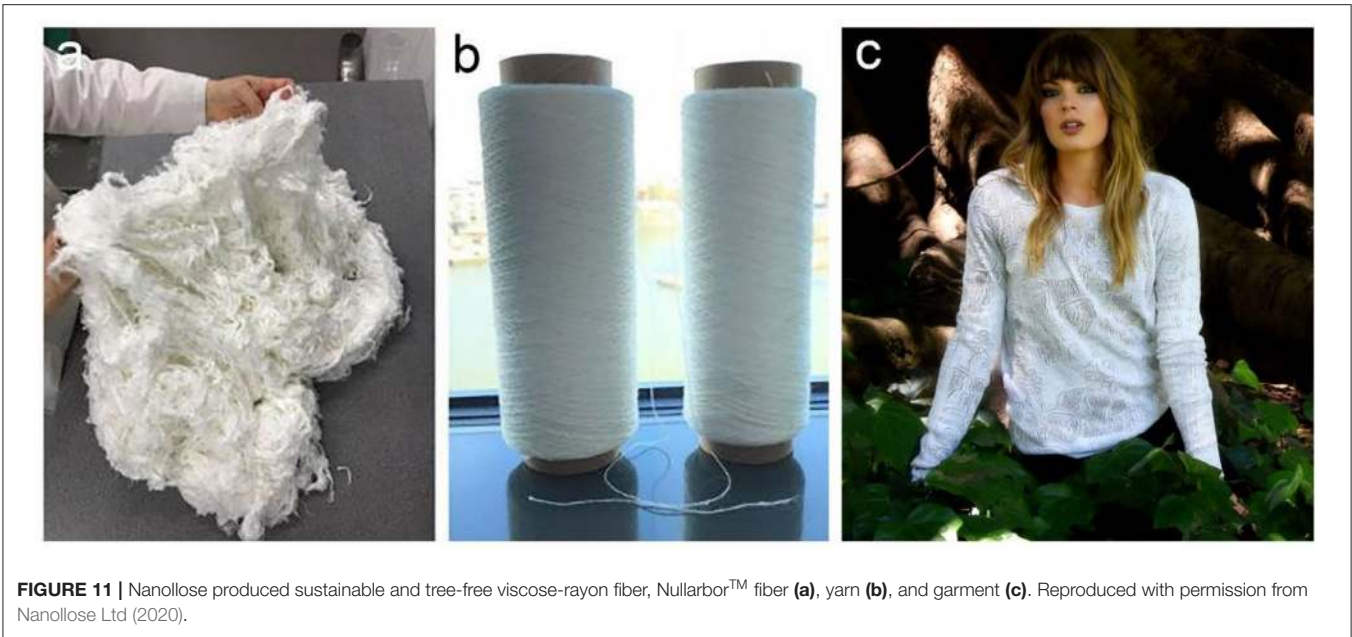 a
b
c
FIGURE 11 | Nanollose produced sustainable and tree-free viscose-rayon fiber, Nullarbor™ fiber (a), yarn (b), and garment (c). Reproduced with permission from
Nanollose Ltd (2020).